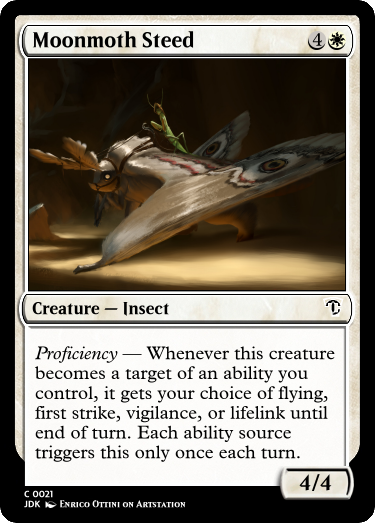 Moonmoth Steed 4
Creature — Insect
Proficiency — Whenever this creature
becomes a target of an ability you
control, it gets your choice of flying,
first strike, vigilance, or lifelink until
end of turn. Each ability source
triggers this only once each turn.
4/4
C 0021
JDK Enrico Ottini on Artstation